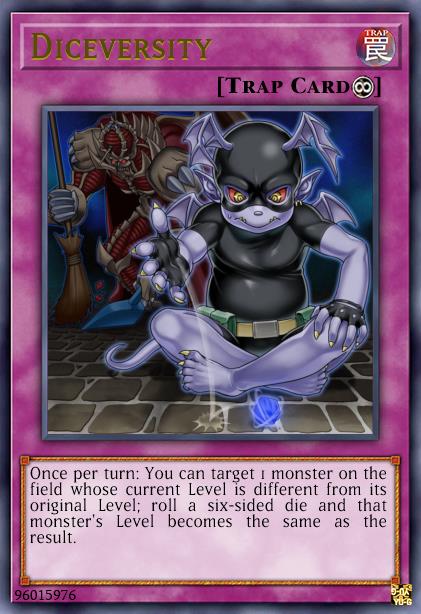 Diceversity
TRAP
罠
[Trap Card]
Once per turn: You can target 1 monster on the
field whose current Level is different from its
original Level; roll a six-sided die and that
monster's Level becomes the same as the
result.
96015976